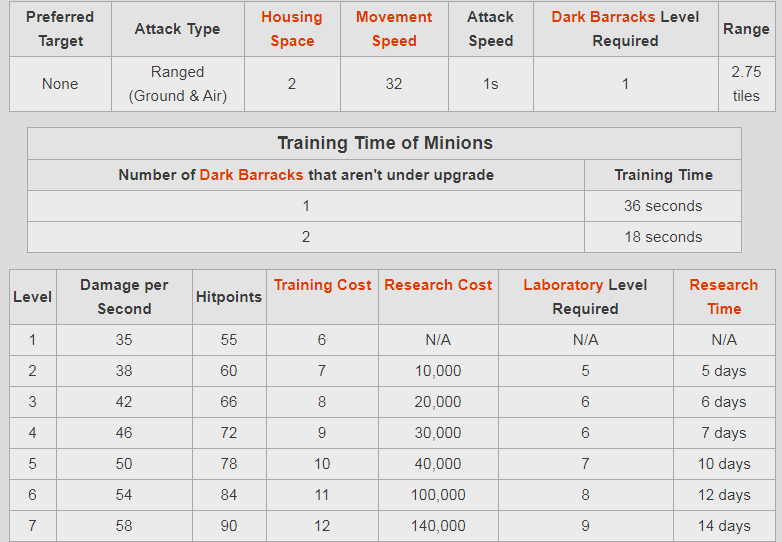 Preferred Target | Attack Type | Housing Space | Movement Speed | Attack Speed | Dark Barracks Level Required | Range
None | Ranged (Ground & Air) | 2 | 32 | 1s | 1 | 2.75 tiles
Training Time of Minions
Number of Dark Barracks that aren't under upgrade | Training Time
1 | 36 seconds
2 | 18 seconds
Level | Damage per Second | Hitpoints | Training Cost | Research Cost | Laboratory Level Required | Research Time
1 | 35 | 55 | 6 | N/A | N/A | N/A
2 | 38 | 60 | 7 | 10,000 | 5 | 5 days
3 | 42 | 66 | 8 | 20,000 | 6 | 6 days
4 | 46 | 72 | 9 | 30,000 | 6 | 7 days
5 | 50 | 78 | 10 | 40,000 | 7 | 10 days
6 | 54 | 84 | 11 | 100,000 | 8 | 12 days
7 | 58 | 90 | 12 | 140,000 | 9 | 14 days